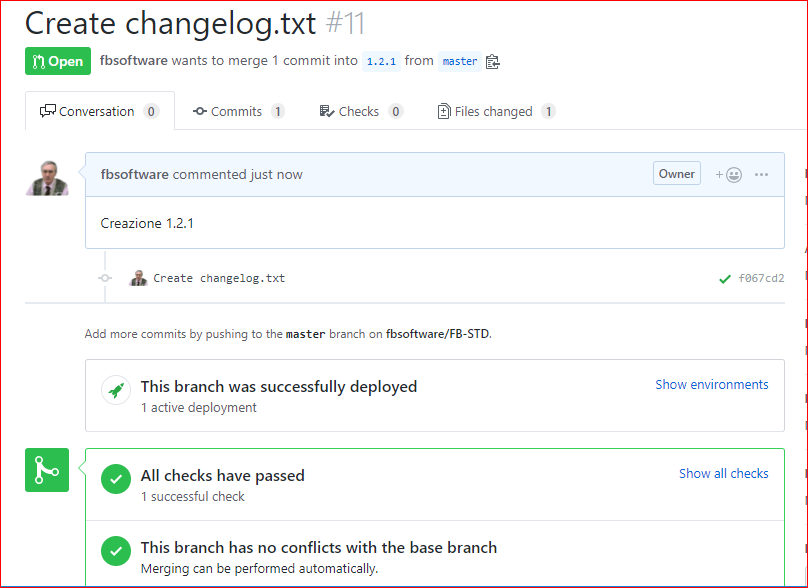 Create changelog.txt #11
Open fbsoftware wants to merge 1 commit into 1.2.1 from master
Conversation 0 Commits 1 Checks 0 Files changed 1
fbsoftware commented just now Owner
Creazione 1.2.1
Create changelog.txt f067cd2
Add more commits by pushing to the master branch on fbsoftware/FB-STD.
This branch was successfully deployed Show environments
1 active deployment
All checks have passed Show all checks
1 successful check
This branch has no conflicts with the base branch
Merging can be performed automatically.